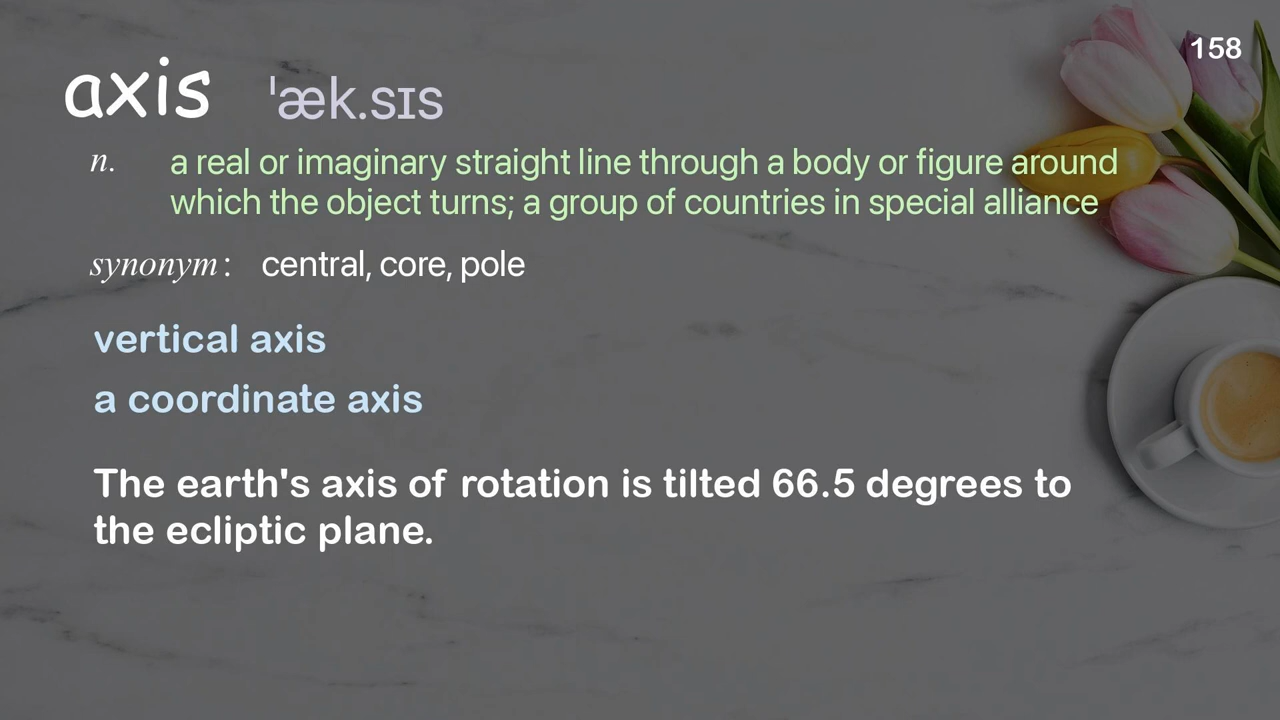 158
axis ˈæk.sɪs
n. a real or imaginary straight line through a body or figure around
which the object turns; a group of countries in special alliance
synonym: central, core, pole
vertical axis
a coordinate axis
The earth's axis of rotation is tilted 66.5 degrees to
the ecliptic plane.